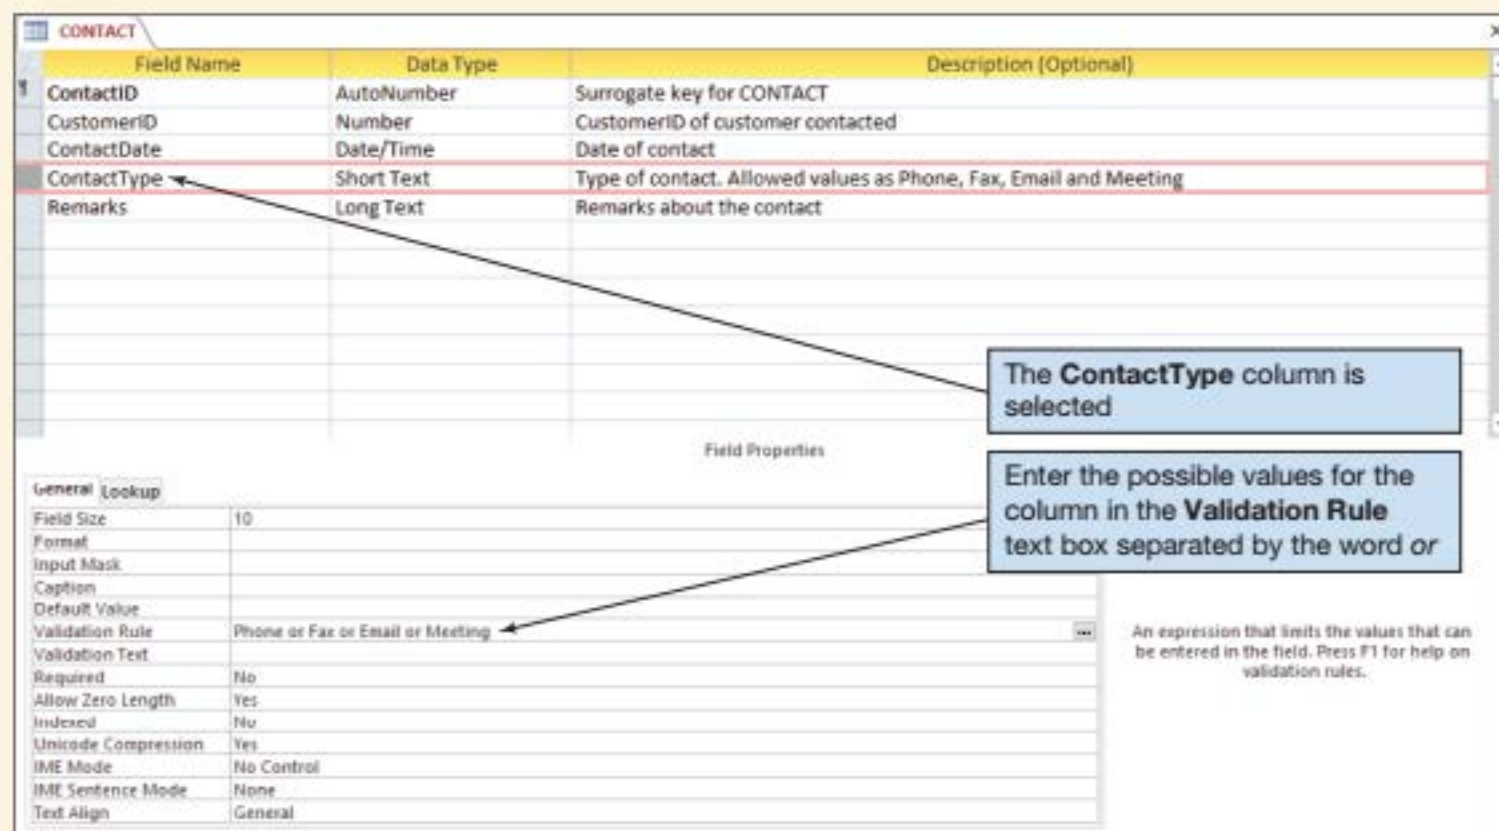 CONTACT
Field Name Data Type Description (Optional)
ContactID AutoNumber Surrogate key for CONTACT
CustomerID Number CustomerID of customer contacted
ContactDate Date/Time Date of contact
ContactType Short Text Type of contact. Allowed values as Phone, Fax, Email and Meeting
Remarks Long Text Remarks about the contact
The ContactType column is
selected
Field Properties
Enter the possible values for the
column in the Validation Rule
text box separated by the word or
General Lookup
Field Size 10
Format
Input Mask
Caption
Default Value
Validation Rule Phone or Fax or Email or Meeting ...
Validation Text
Required No
Allow Zero Length Yes
Indexed No
Unicode Compression Yes
IME Mode No Control
IME Sentence Mode None
Text Align General
An expression that limits the values that can
be entered in the field. Press F1 for help on
validation rules.